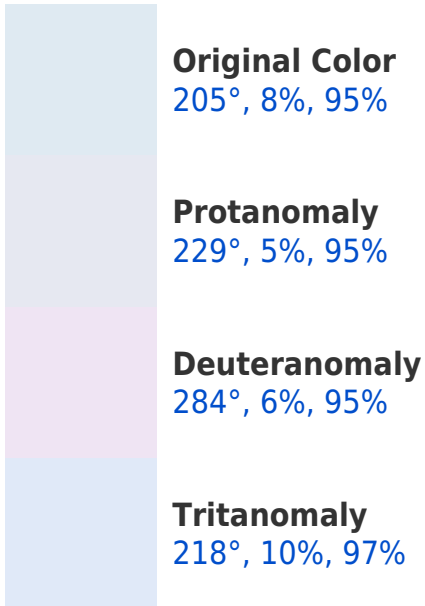 Original Color
205°, 8%, 95%
Protanomaly
229°, 5%, 95%
Deuteranomaly
284°, 6%, 95%
Tritanomaly
218°, 10%, 97%